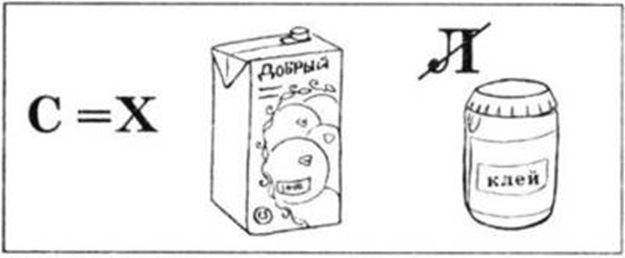 С = Х
Добрый
Л
клей